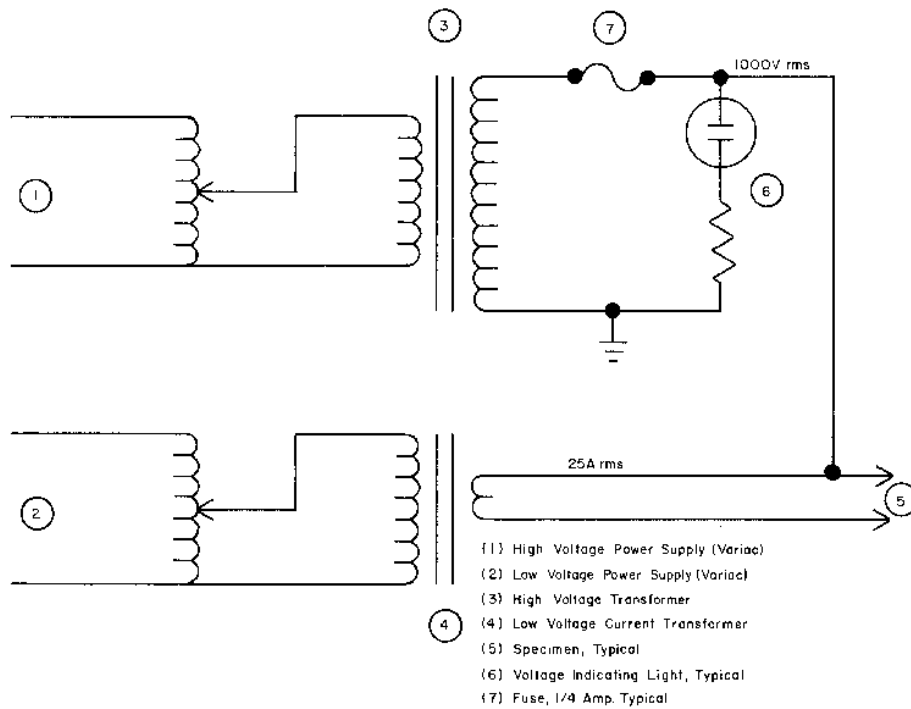 3
7
1000V rms
1
6
25A rms
2
5
(1) High Voltage Power Supply (Variac)
(2) Low Voltage Power Supply (Variac)
(3) High Voltage Transformer
4
(4) Low Voltage Current Transformer
(5) Specimen, Typical
(6) Voltage Indicating Light, Typical
(7) Fuse, 1/4 Amp. Typical